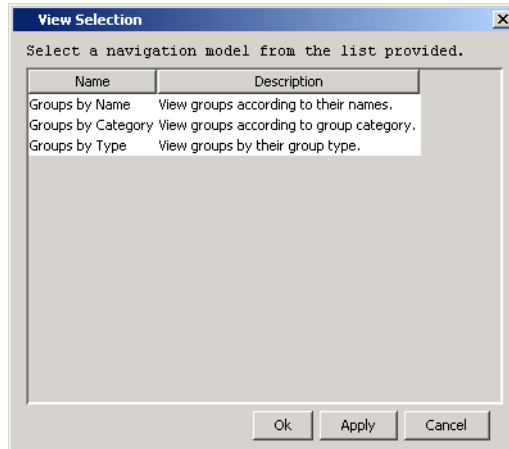 View Selection
Select a navigation model from the list provided.
Name Description
Groups by Name View groups according to their names.
Groups by Category View groups according to group category.
Groups by Type View groups by their group type.
Ok Apply Cancel